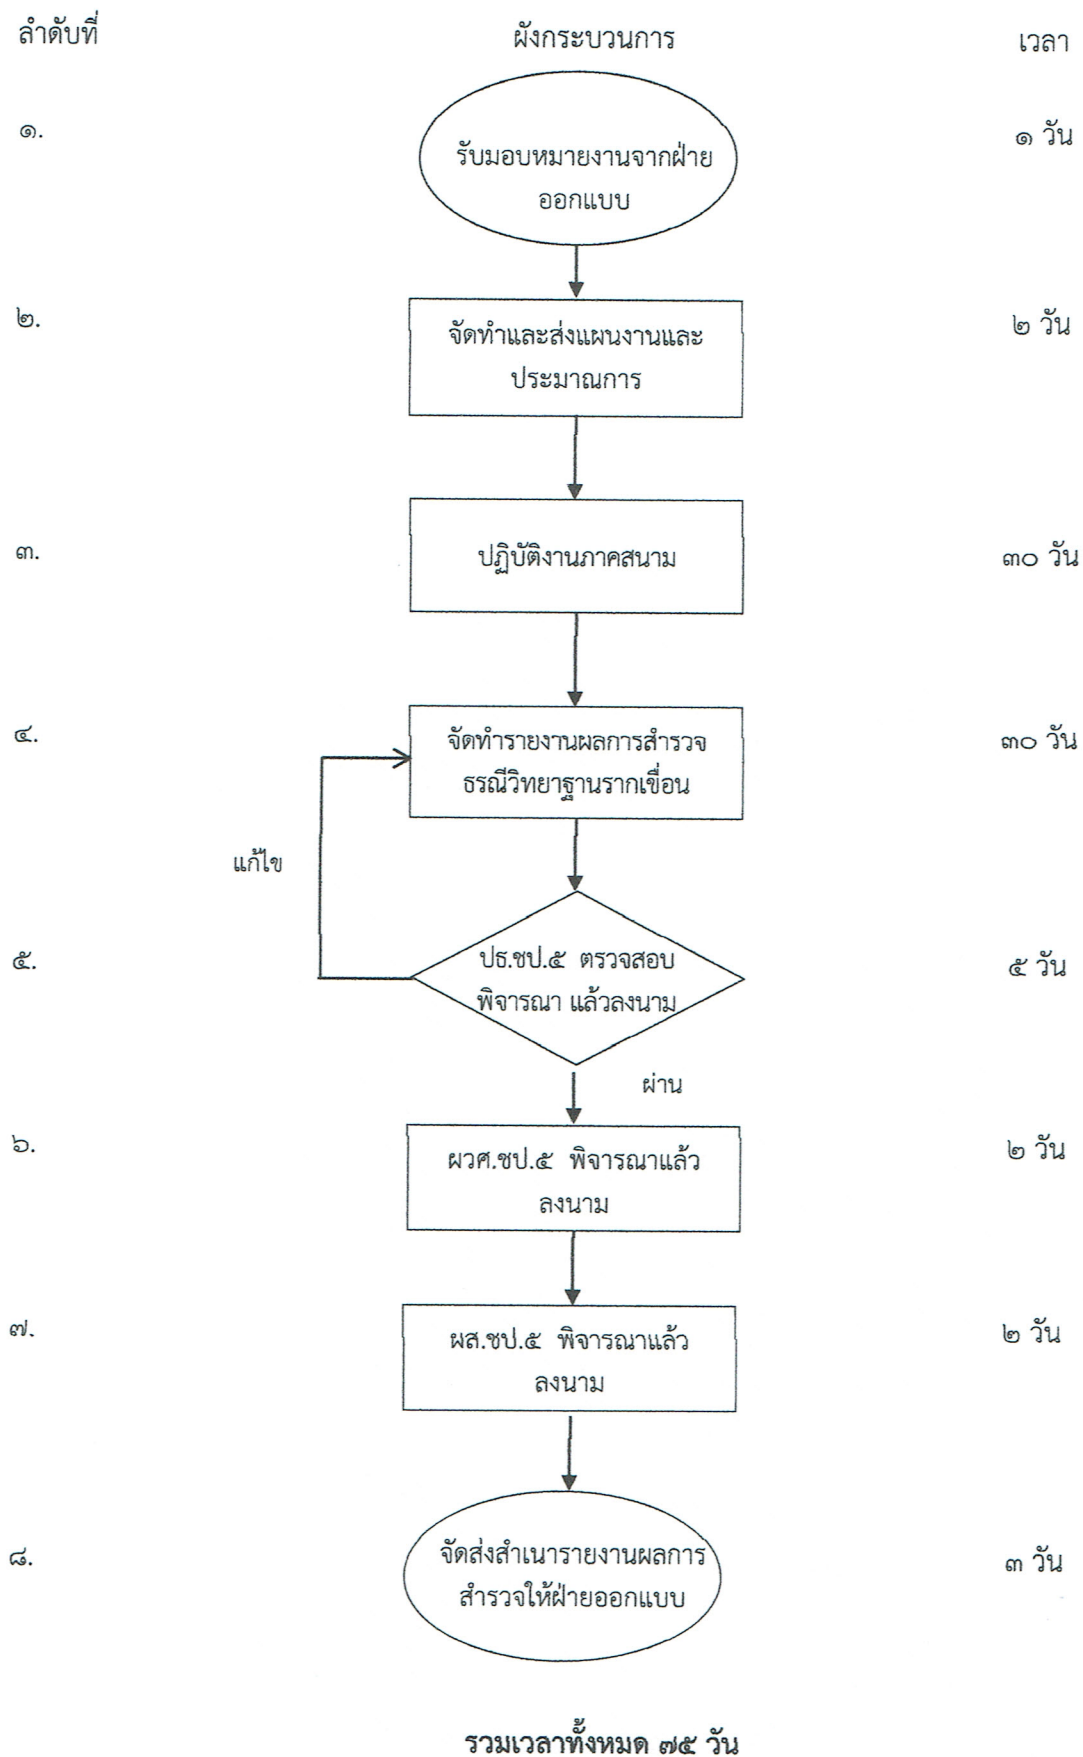 ลำดับที่ ผังกระบวนการ เวลา
๑. รับมอบหมายงานจากฝ่าย ๑ วัน
ออกแบบ
๒. จัดทำและส่งแผนงานและ ๒ วัน
ประมาณการ
๓. ปฏิบัติงานภาคสนาม ๓๐ วัน
๔. จัดทำรายงานผลการสำรวจ ๓๐ วัน
ธรณีวิทยาฐานรากเขื่อน
แก้ไข
๕. ปธ.ชป.๕ ตรวจสอบ ๕ วัน
พิจารณา แล้วลงนาม
ผ่าน
๖. ผวศ.ชป.๕ พิจารณาแล้ว ๒ วัน
ลงนาม
๗. ผส.ชป.๕ พิจารณาแล้ว ๒ วัน
ลงนาม
๘. จัดส่งสำเนารายงานผลการ ๓ วัน
สำรวจให้ฝ่ายออกแบบ
รวมเวลาทั้งหมด ๗๕ วัน